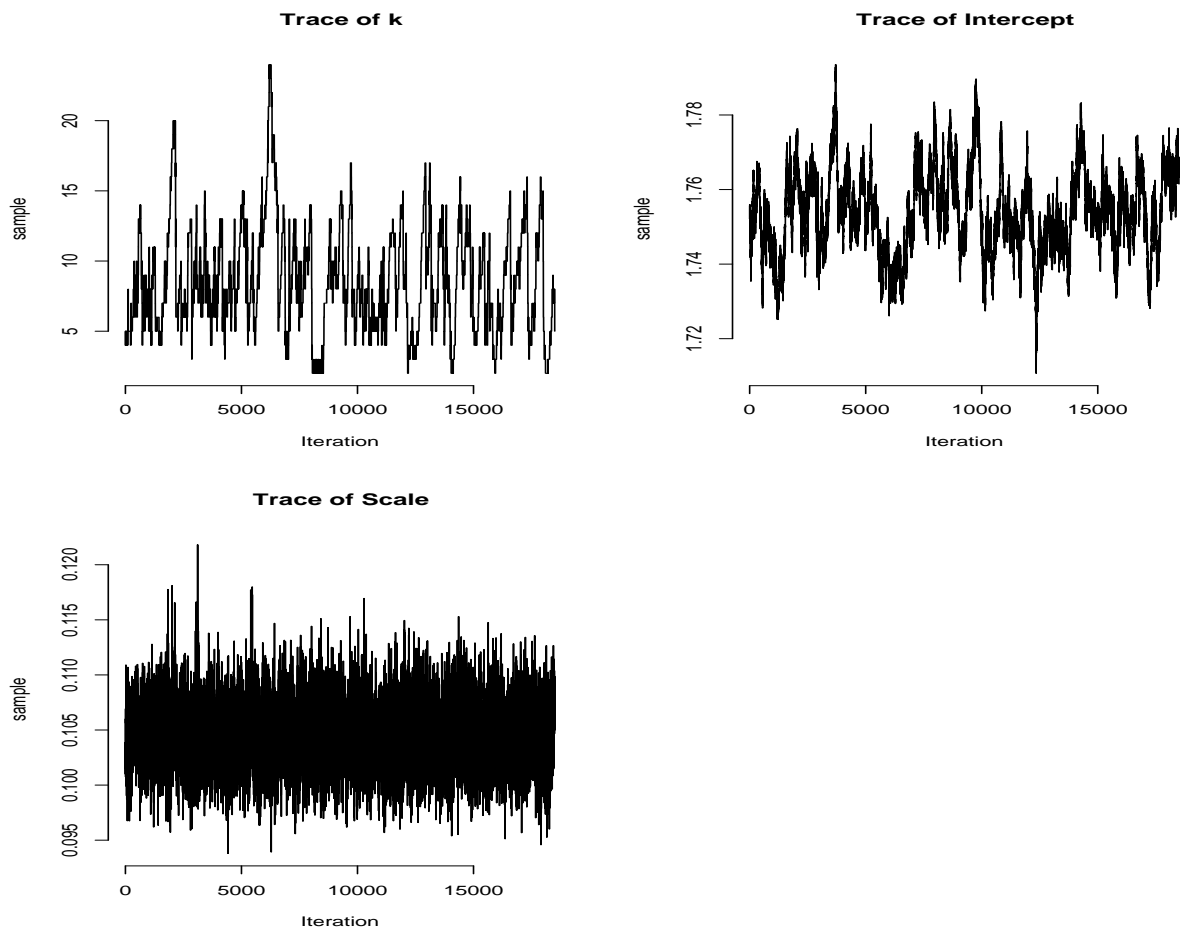 Trace of k
sample
5
10
15
20
0 5000 10000 15000
Iteration
Trace of Intercept
sample
1.72
1.74
1.76
1.78
0 5000 10000 15000
Iteration
Trace of Scale
sample
0.095
0.100
0.105
0.110
0.115
0.120
0 5000 10000 15000
Iteration